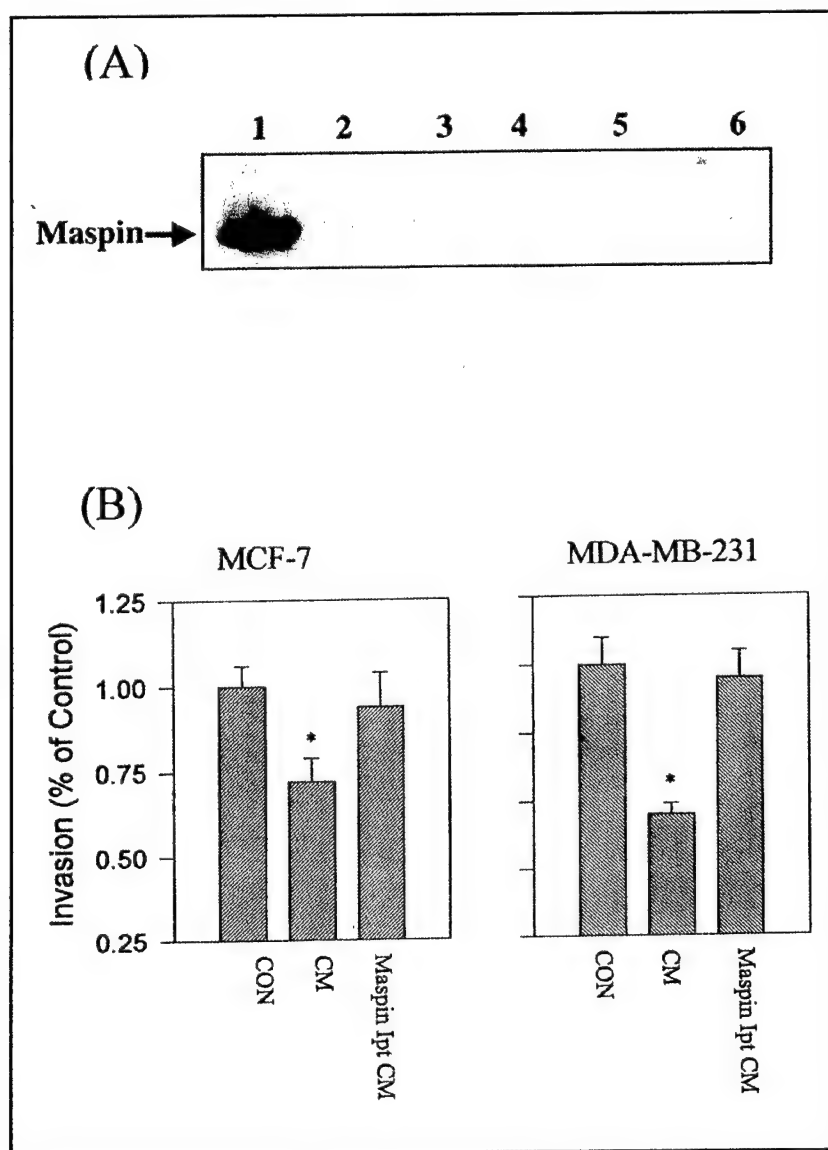 (A)
1 2 3 4 5 6
Maspin
(B)
MCF-7
MDA-MB-231
Invasion (% of Control)
1.25
1.00
0.75
0.50
0.25
*
*
CON
CM
Maspin Ipt CM
CON
CM
Maspin Ipt CM